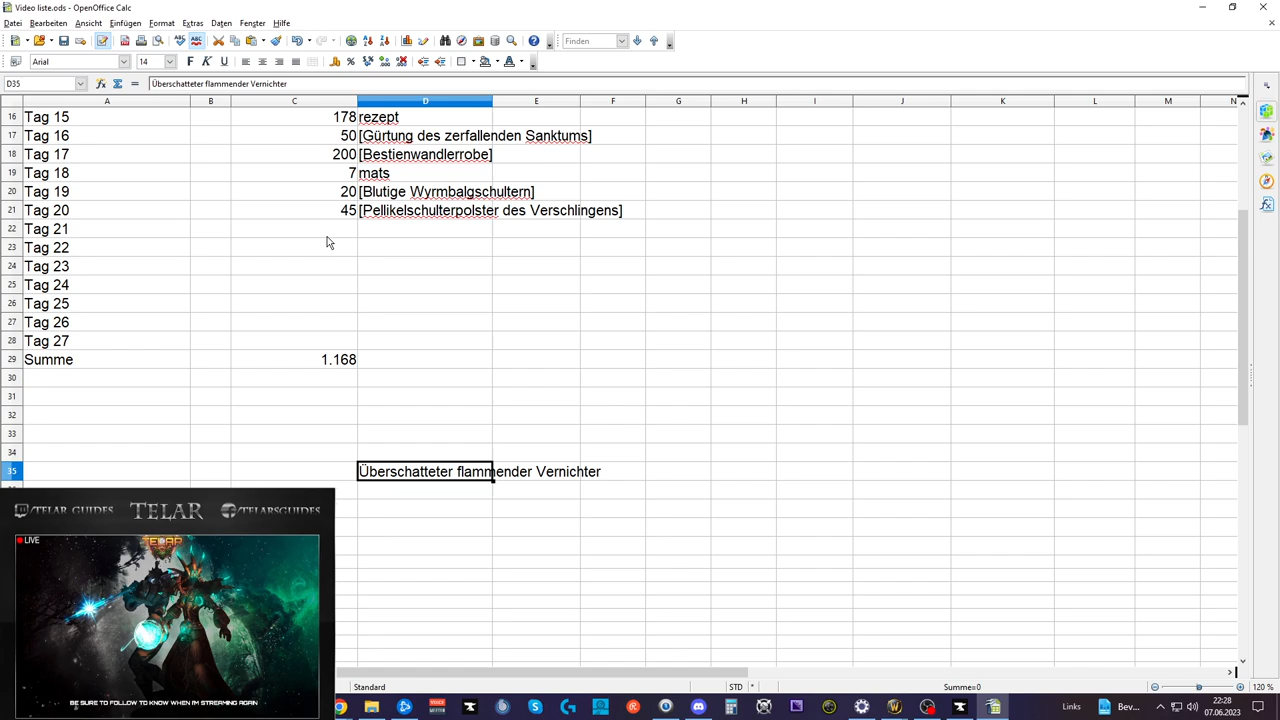 Video liste.ods - OpenOffice Calc
Datei Bearbeiten Ansicht Einfügen Format Extras Daten Fenster Hilfe
Finden
Arial 14 F K U
D35 Überschatteter flammender Vernichter
A B C D E F G H I J K L M N
16 Tag 15 178 rezept
17 Tag 16 50 [Gürtung des zerfallenden Sanktums]
18 Tag 17 200 [Bestienwandlerrobe]
19 Tag 18 7 mats
20 Tag 19 20 [Blutige Wyrmbalgschultern]
21 Tag 20 45 [Pellikelschulterpolster des Verschlingens]
22 Tag 21
23 Tag 22
24 Tag 23
25 Tag 24
26 Tag 25
27 Tag 26
28 Tag 27
29 Summe 1.168
30
31
32
33
34
35 Überschatteter flammender Vernichter
/TELAR GUIDES TELAR /TELARSGUIDES
LIVE
TELAR
BE SURE TO FOLLOW TO KNOW WHEN I'M STREAMING AGAIN
Standard STD * Summe=0 120 %
Links Bev... 22:28
07.06.2023